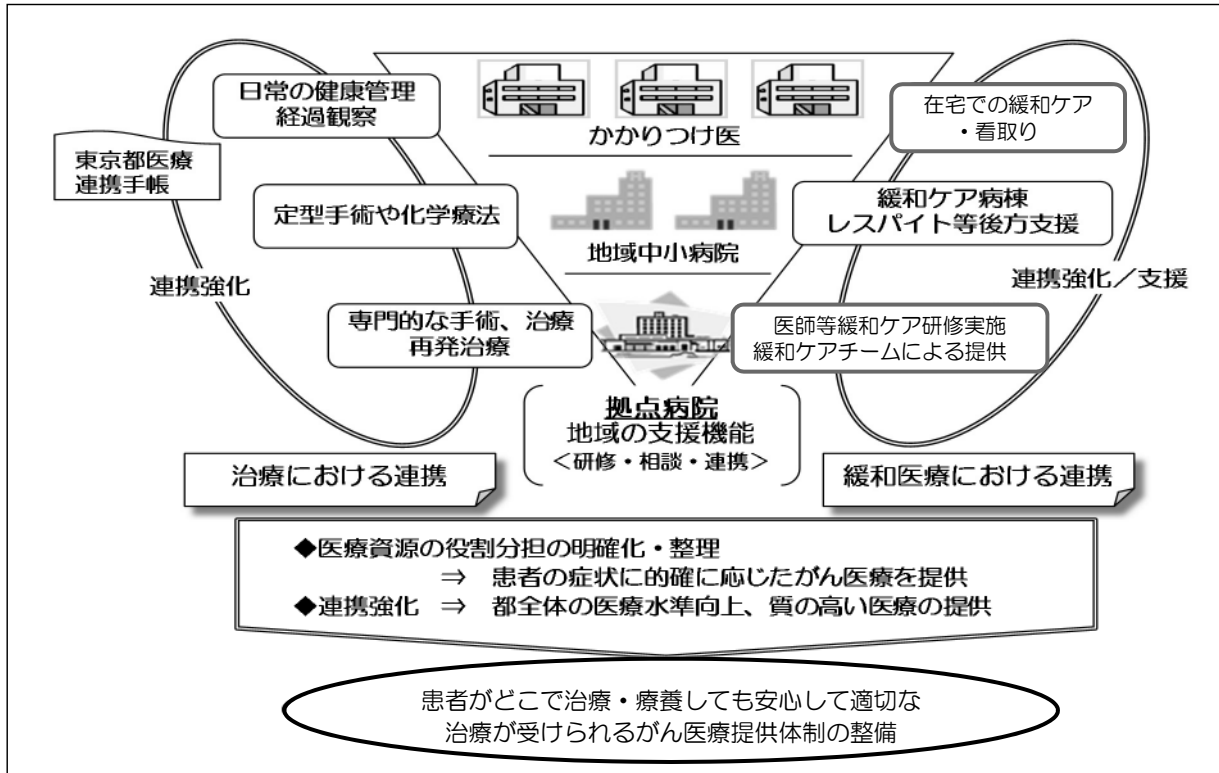 日常の健康管理
経過観察
かかりつけ医
在宅での緩和ケア
・看取り
東京都医療
連携手帳
定型手術や化学療法
地域中小病院
緩和ケア病棟
レスパイト等後方支援
連携強化
連携強化／支援
専門的な手術、治療
再発治療
医師等緩和ケア研修実施
緩和ケアチームによる提供
拠点病院
地域の支援機能
＜研修・相談・連携＞
治療における連携
緩和医療における連携
◆医療資源の役割分担の明確化・整理
⇒ 患者の症状に的確に応じたがん医療を提供
◆連携強化 ⇒ 都全体の医療水準向上、質の高い医療の提供
患者がどこで治療・療養しても安心して適切な
治療が受けられるがん医療提供体制の整備